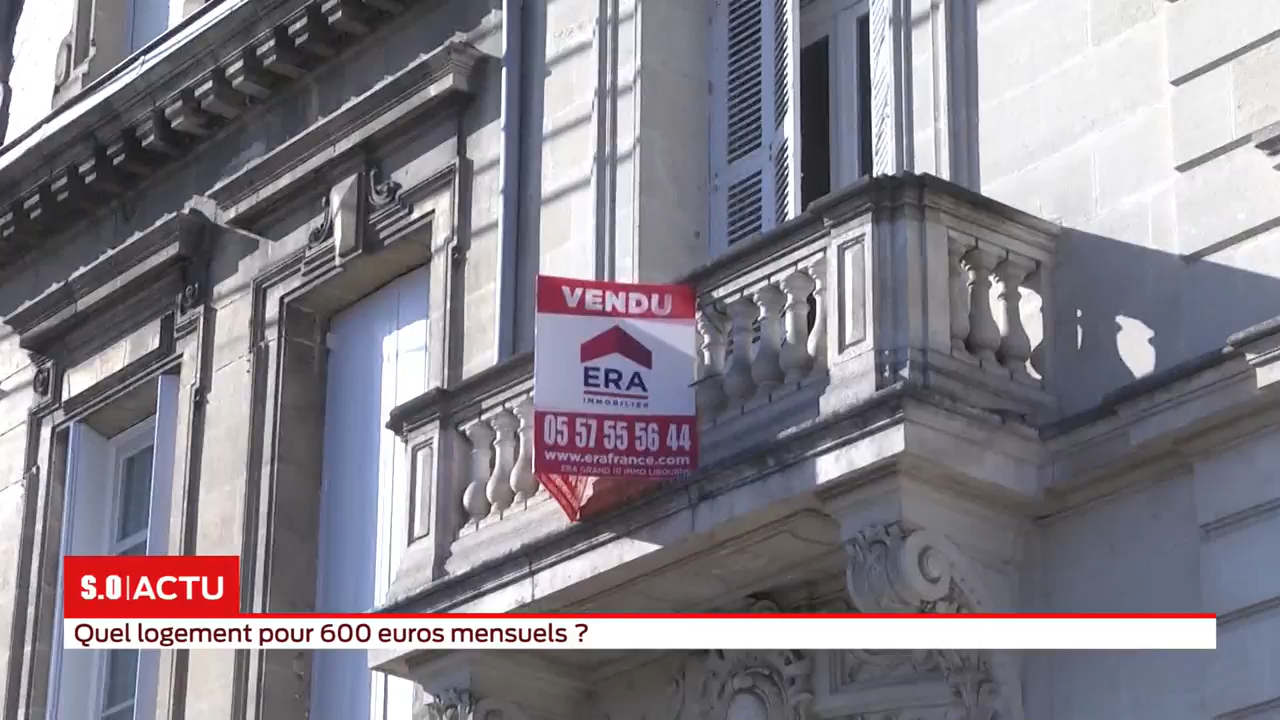 VENDU
ERA
IMMOBILIER
05 57 55 56 44
www.erafrance.com
ERA GRAND 10 IMMO LIBOURNE
S.O|ACTU
Quel logement pour 600 euros mensuels ?